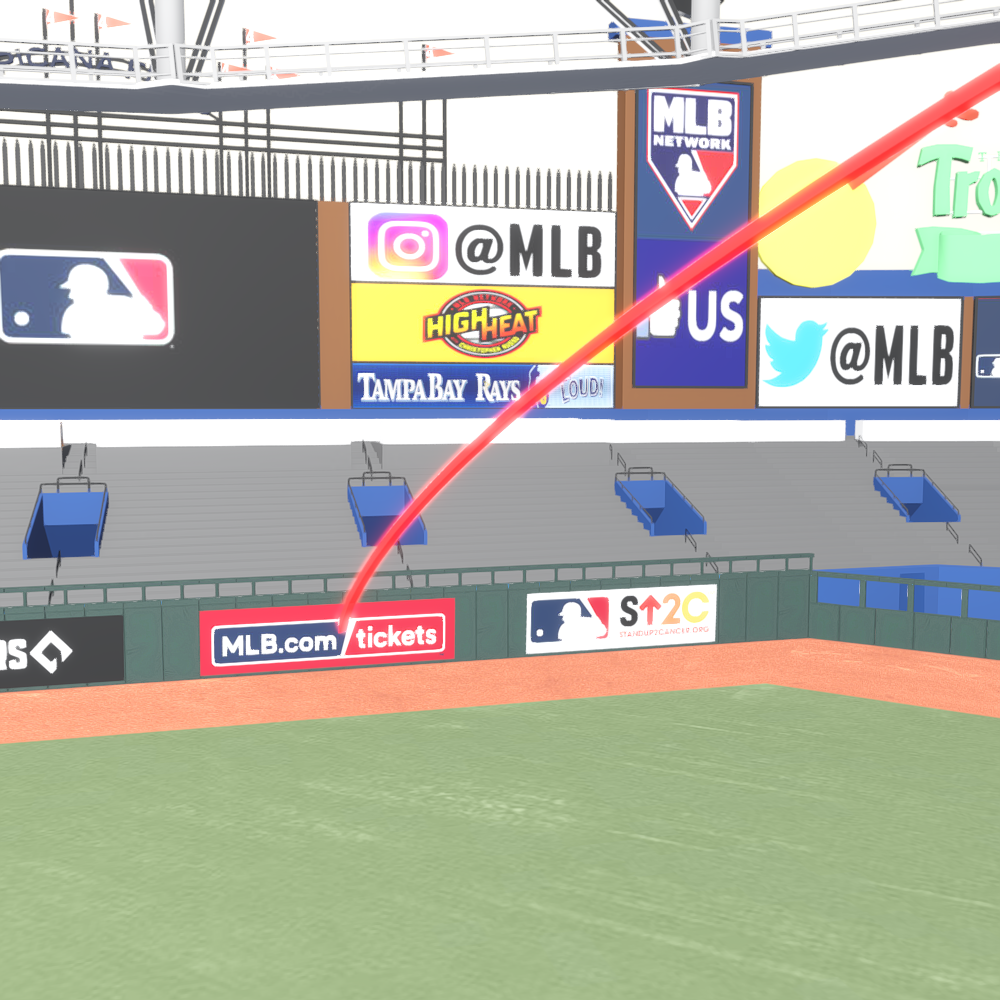 MLB
NETWORK
@MLB
HIGH HEAT
TAMPA BAY RAYS
LOUD!
US
@MLB
MLB.com/tickets
S↑2C
STANDUP2CANCER.ORG